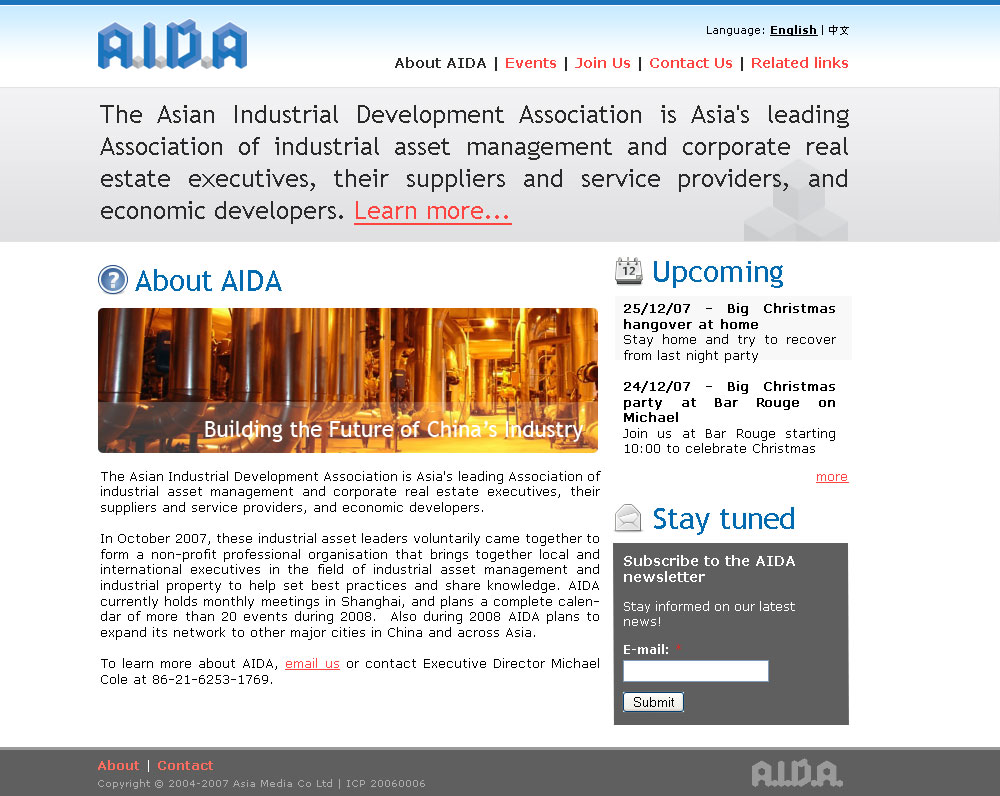 A.I.D.A
Language: English | 中文
About AIDA | Events | Join Us | Contact Us | Related links
The Asian Industrial Development Association is Asia's leading
Association of industrial asset management and corporate real
estate executives, their suppliers and service providers, and
economic developers. Learn more...
? About AIDA
Building the Future of China's Industry
The Asian Industrial Development Association is Asia's leading Association of
industrial asset management and corporate real estate executives, their
suppliers and service providers, and economic developers.
In October 2007, these industrial asset leaders voluntarily came together to
form a non-profit professional organisation that brings together local and
international executives in the field of industrial asset management and
industrial property to help set best practices and share knowledge. AIDA
currently holds monthly meetings in Shanghai, and plans a complete calen-
dar of more than 20 events during 2008.  Also during 2008 AIDA plans to
expand its network to other major cities in China and across Asia.
To learn more about AIDA, email us or contact Executive Director Michael
Cole at 86-21-6253-1769.
12 Upcoming
25/12/07 - Big Christmas
hangover at home
Stay home and try to recover
from last night party
24/12/07 - Big Christmas
party at Bar Rouge on
Michael
Join us at Bar Rouge starting
10:00 to celebrate Christmas
more
Stay tuned
Subscribe to the AIDA
newsletter
Stay informed on our latest
news!
E-mail: *
Submit
About | Contact
Copyright © 2004-2007 Asia Media Co Ltd | ICP 20060006
A.I.D.A.